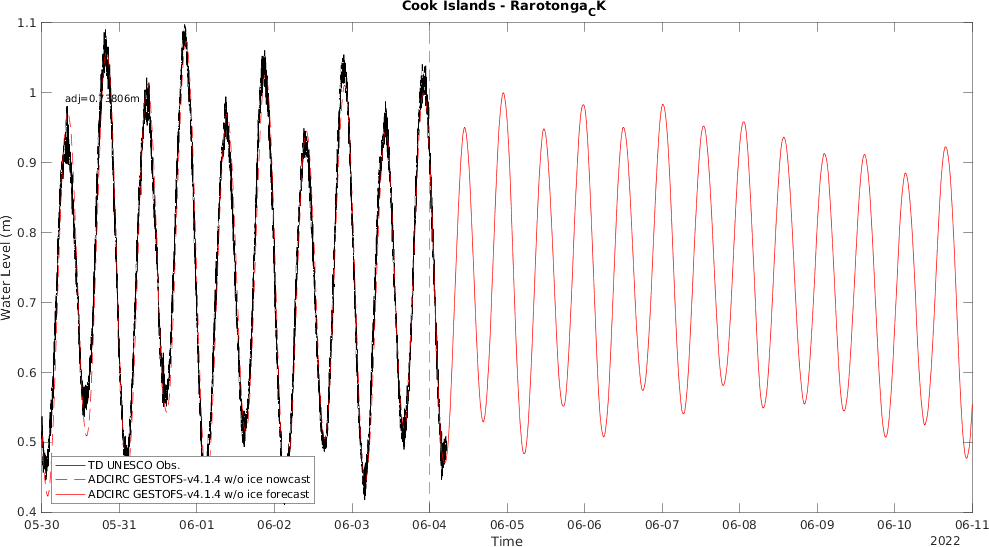 Cook Islands - Rarotonga_CK
1.1
1
0.9
0.8
0.7
0.6
0.5
0.4
Water Level (m)
adj=0.73806m
TD UNESCO Obs.
ADCIRC GESTOFS-v4.1.4 w/o ice nowcast
ADCIRC GESTOFS-v4.1.4 w/o ice forecast
05-30 05-31 06-01 06-02 06-03 06-04 06-05 06-06 06-07 06-08 06-09 06-10 06-11
Time
2022